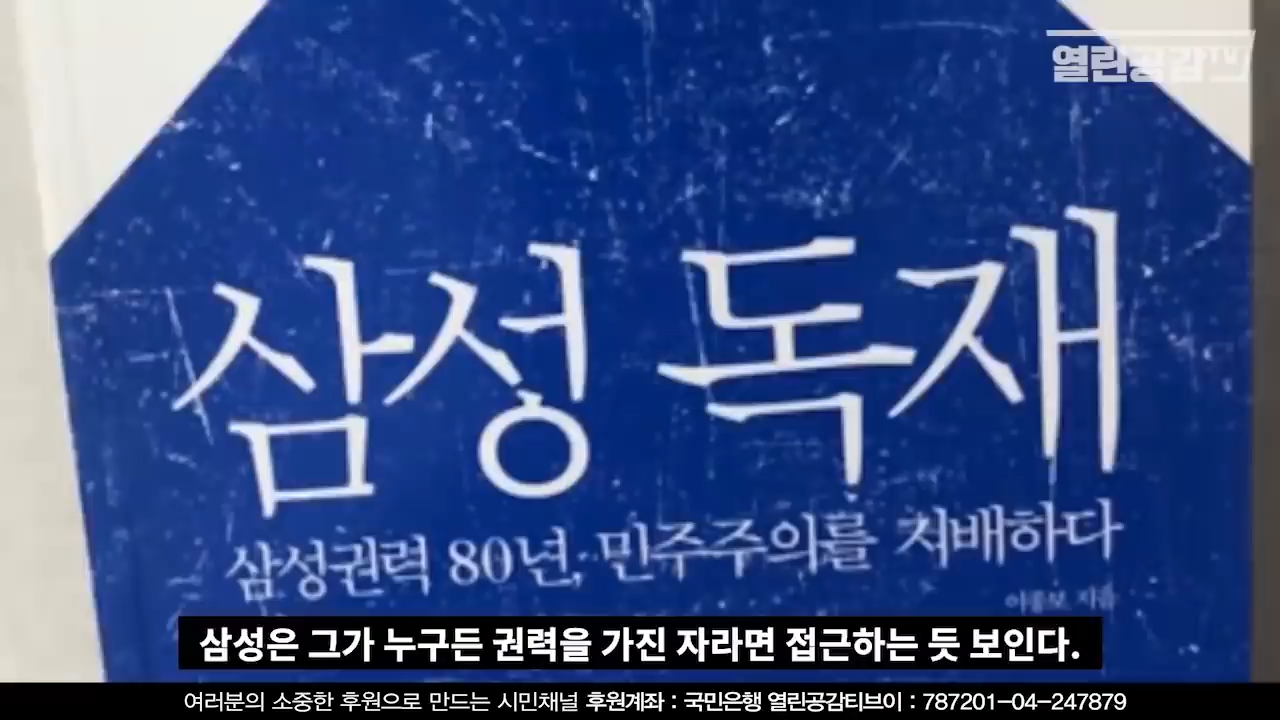 열린공감TV
삼성 독재
삼성권력 80년, 민주주의를 지배하다
지음
삼성은 그가 누구든 권력을 가진 자라면 접근하는 듯 보인다.
여러분의 소중한 후원으로 만드는 시민채널 후원계좌 : 국민은행 열린공감티브이 : 787201-04-247879